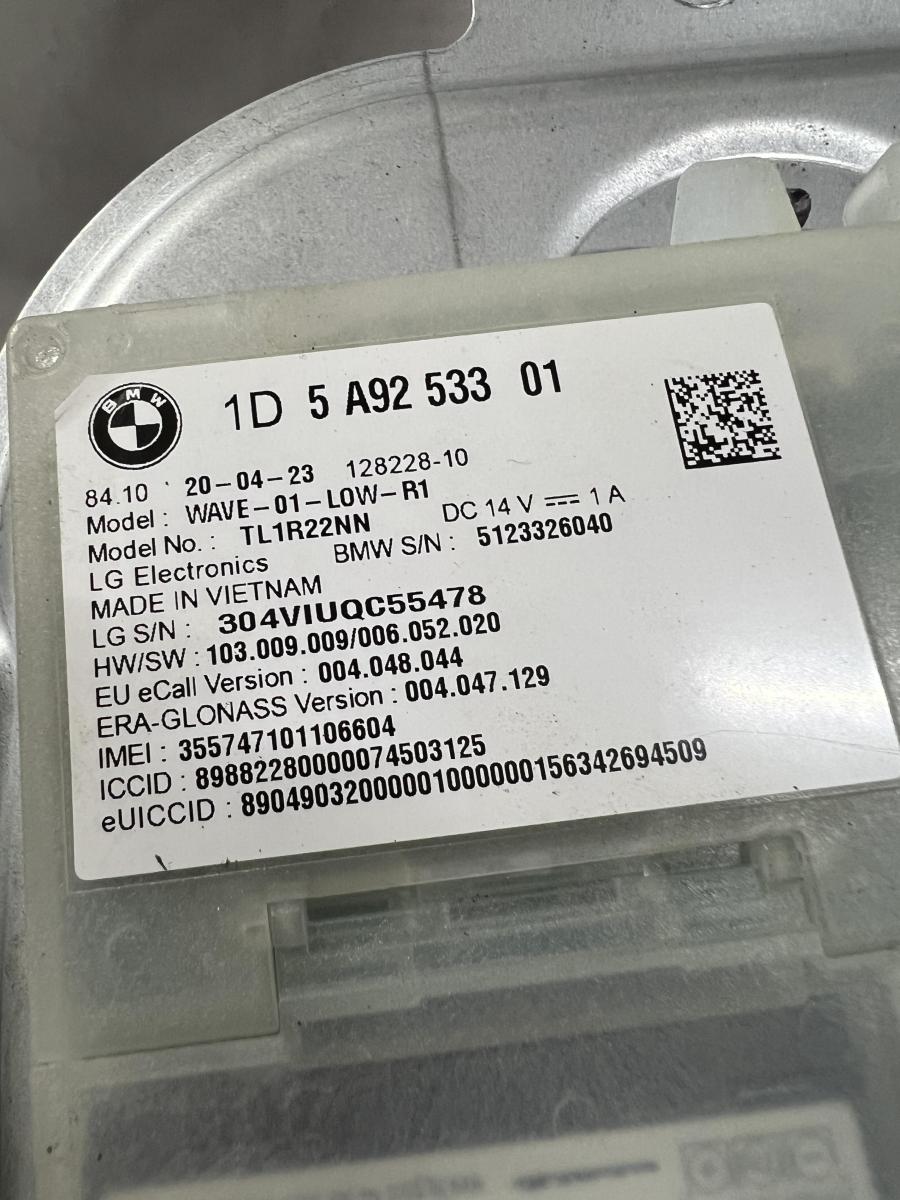 BMW
1D 5 A92 533 01
84.10 20-04-23 128228-10
Model : WAVE-01-LOW-R1
Model No. : TL1R22NN DC 14 V ⎓ 1 A
LG Electronics BMW S/N : 5123326040
MADE IN VIETNAM
LG S/N : 304VIUQC55478
HW/SW : 103.009.009/006.052.020
EU eCall Version : 004.048.044
ERA-GLONASS Version : 004.047.129
IMEI : 355747101106604
ICCID : 89882280000074503125
eUICCID : 89049032000001000000156342694509